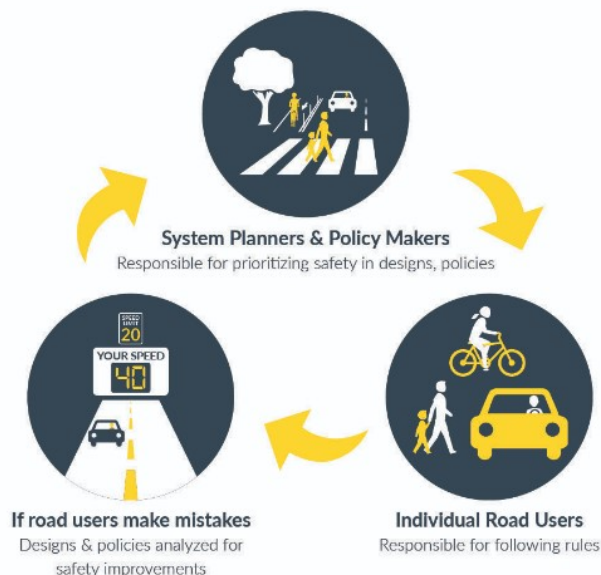 System Planners & Policy Makers
Responsible for prioritizing safety in designs, policies
SPEED
LIMIT
20
YOUR SPEED
40
If road users make mistakes
Designs & policies analyzed for
safety improvements
Individual Road Users
Responsible for following rules